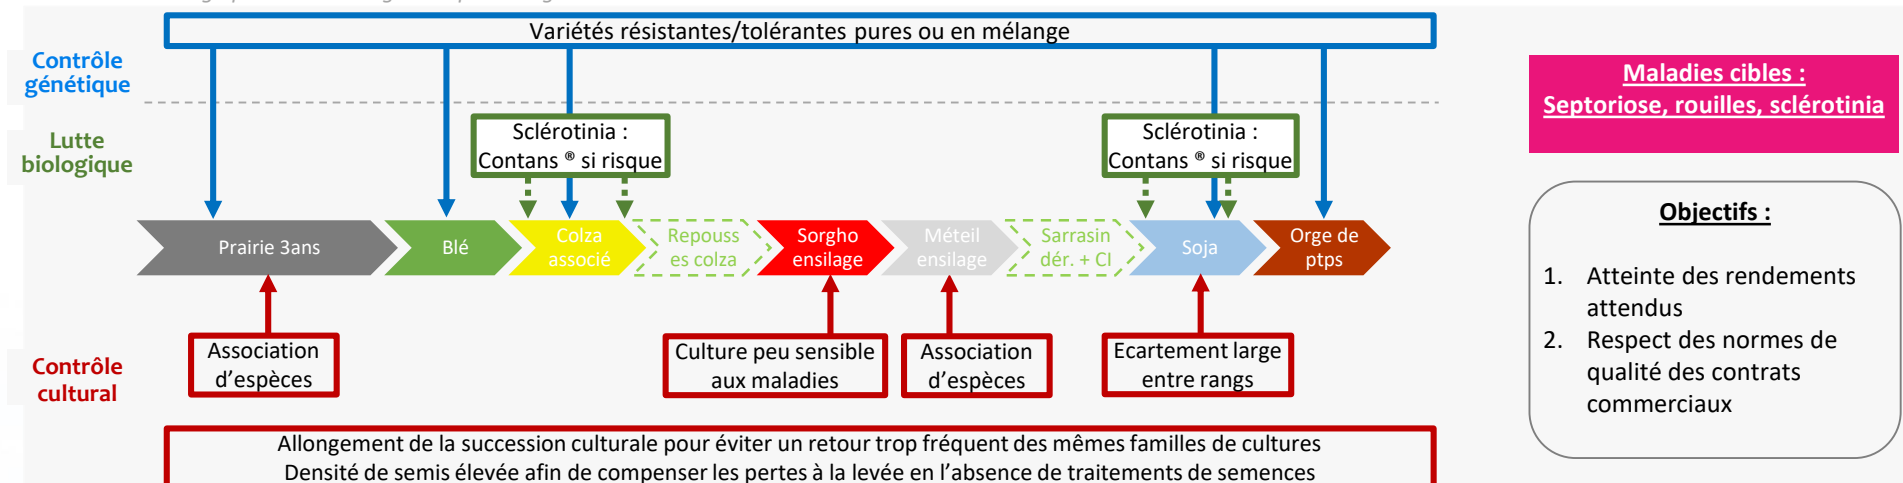 Variétés résistantes/tolérantes pures ou en mélange
Contrôle
génétique
Maladies cibles :
Septoriose, rouilles, sclérotinia
Lutte
biologique
Sclérotinia :
Contans ® si risque
Sclérotinia :
Contans ® si risque
Prairie 3ans
Blé
Colza
associé
Repouss
es colza
Sorgho
ensilage
Méteil
ensilage
Sarrasin
dér. + CI
Soja
Orge de
ptps
Objectifs :
1. Atteinte des rendements
attendus
2. Respect des normes de
qualité des contrats
commerciaux
Contrôle
cultural
Association
d'espèces
Culture peu sensible
aux maladies
Association
d'espèces
Ecartement large
entre rangs
Allongement de la succession culturale pour éviter un retour trop fréquent des mêmes familles de cultures
Densité de semis élevée afin de compenser les pertes à la levée en l'absence de traitements de semences